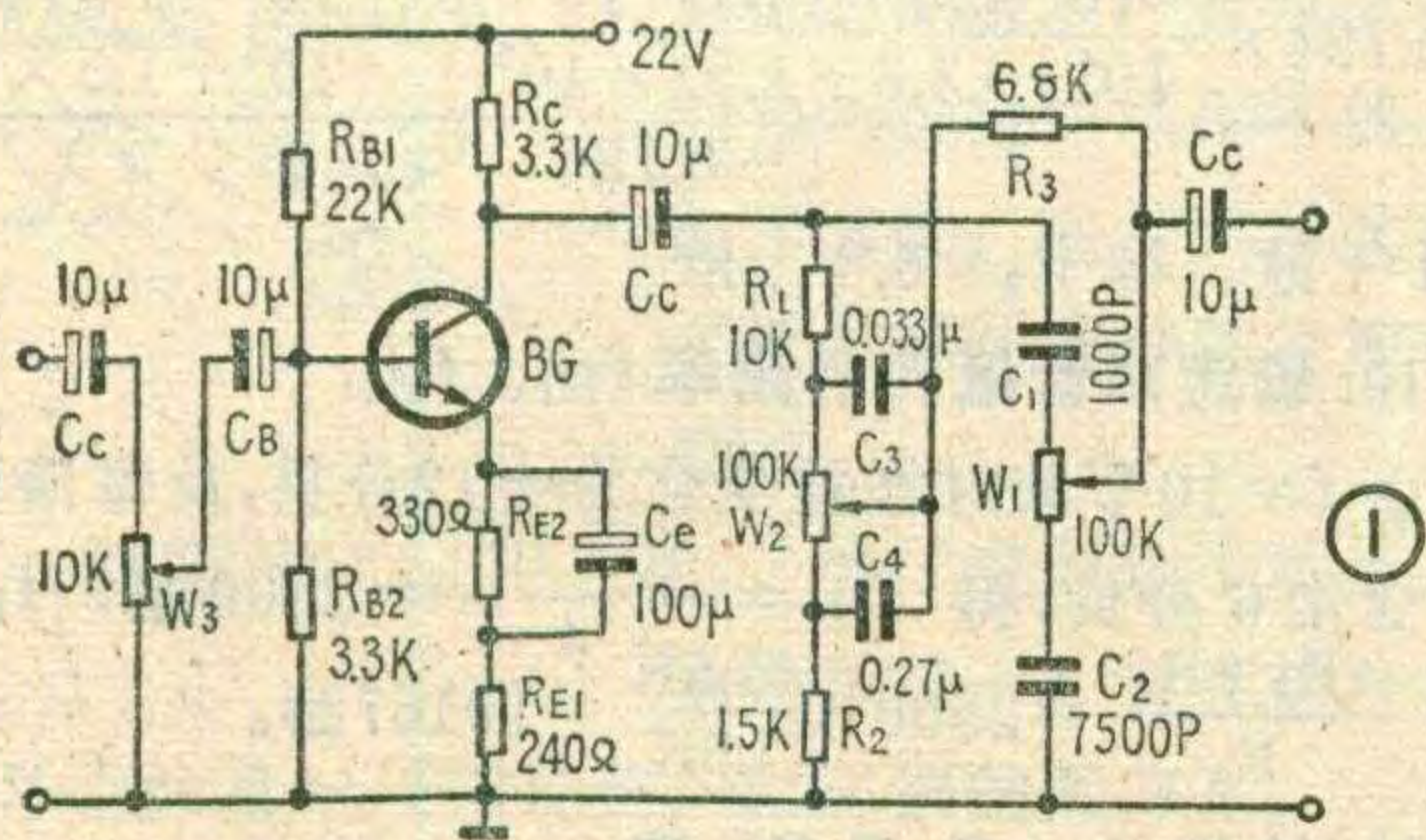 22V
6.8K
R3
RC
3.3K
RB1
22K
10μ
Cc
Cc
10μ
10μ
Cc
10μ
CB
BG
R1
10K
0.033μ
C3
C1
1000P
W1
100K
100K
W2
C4
0.27μ
1.5K
R2
C2
7500P
330Ω
RE2
Ce
100μ
10K
W3
RB2
3.3K
RE1
240Ω
1